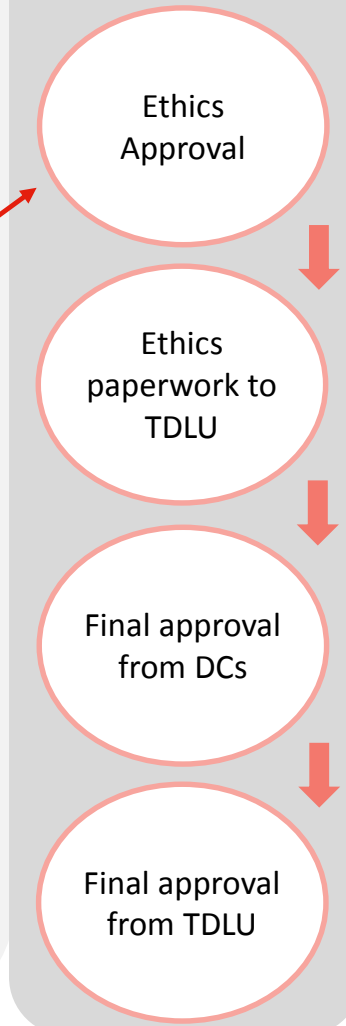 Ethics
Approval
Ethics
paperwork to
TDLU
Final approval
from DCs
Final approval
from TDLU